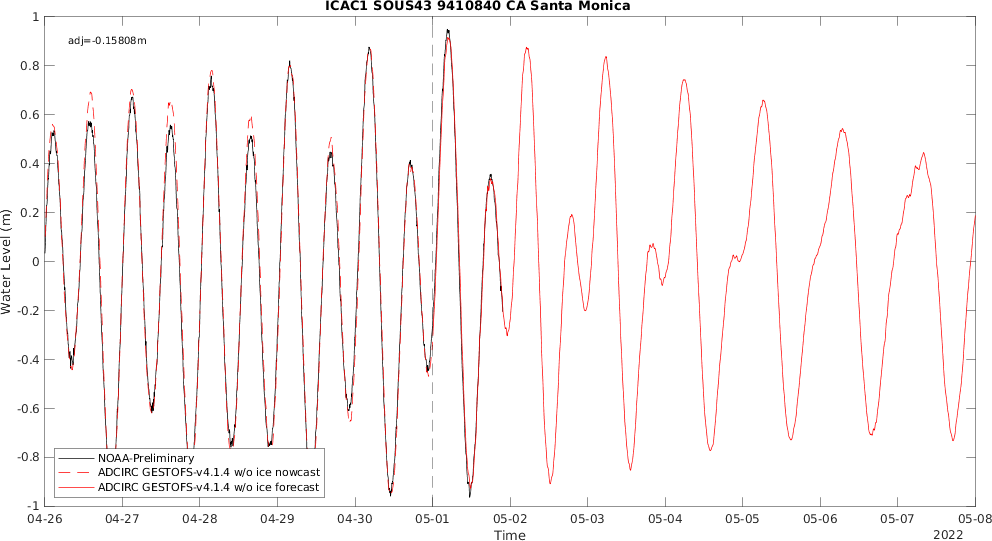 ICAC1 SOUS43 9410840 CA Santa Monica
adj=-0.15808m
Water Level (m)
1
0.8
0.6
0.4
0.2
0
-0.2
-0.4
-0.6
-0.8
-1
NOAA-Preliminary
ADCIRC GESTOFS-v4.1.4 w/o ice nowcast
ADCIRC GESTOFS-v4.1.4 w/o ice forecast
04-26 04-27 04-28 04-29 04-30 05-01 05-02 05-03 05-04 05-05 05-06 05-07 05-08
Time
2022